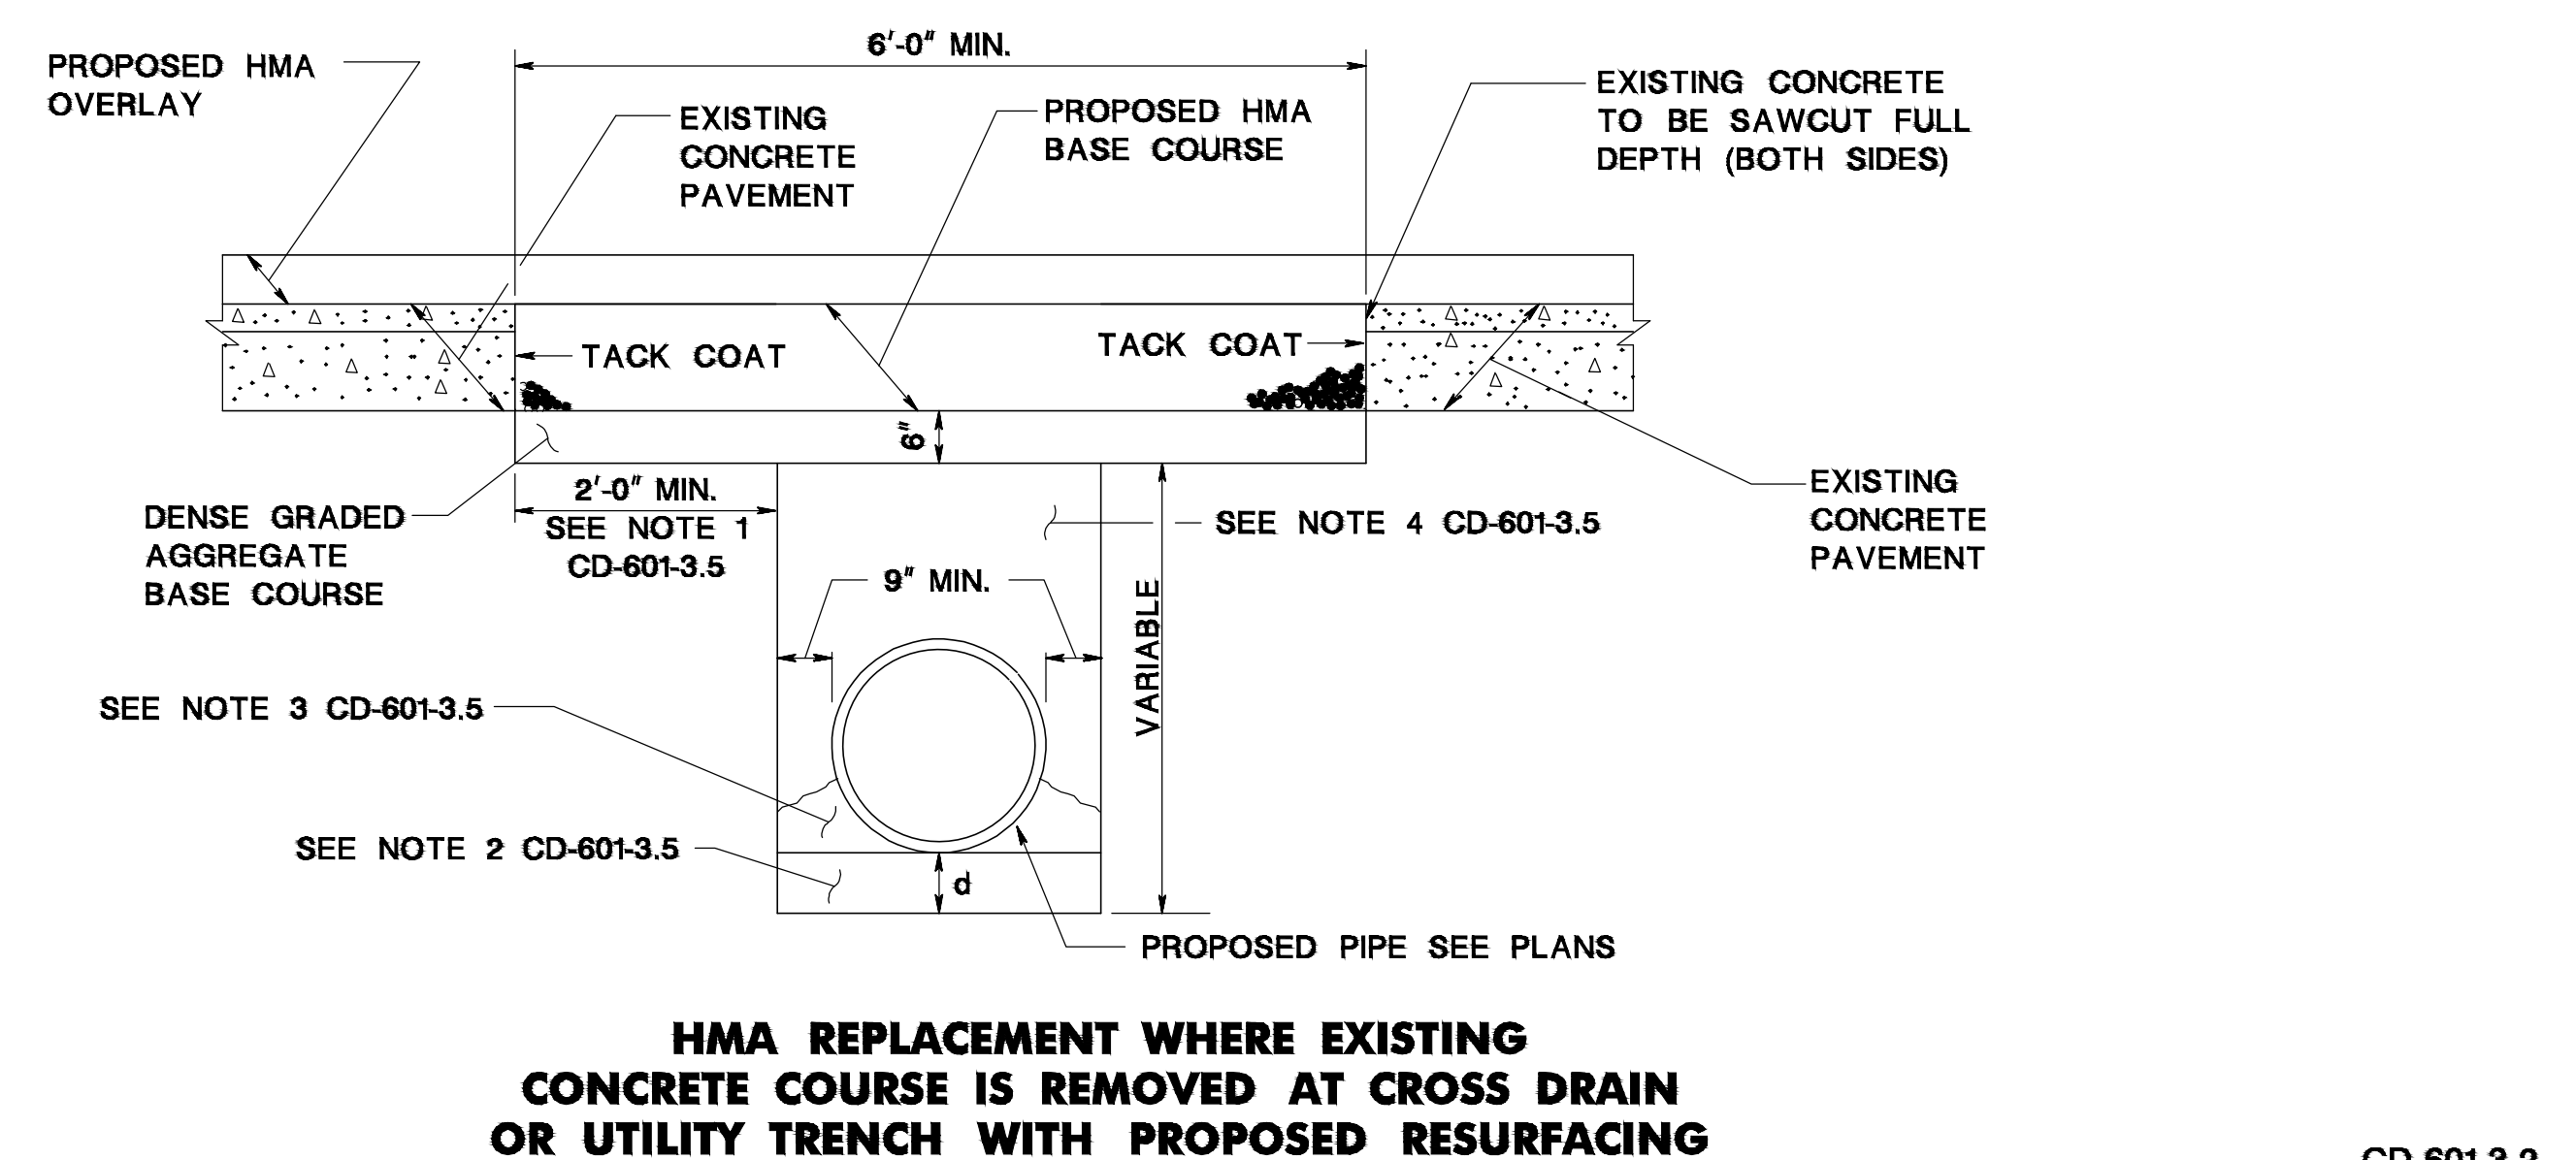 6'-0" MIN.
PROPOSED HMA
OVERLAY
EXISTING
CONCRETE
PAVEMENT
PROPOSED HMA
BASE COURSE
EXISTING CONCRETE
TO BE SAWCUT FULL
DEPTH (BOTH SIDES)
TACK COAT
TACK COAT
6"
DENSE GRADED
AGGREGATE
BASE COURSE
2'-0" MIN.
SEE NOTE 1
CD-601-3.5
SEE NOTE 4 CD-601-3.5
EXISTING
CONCRETE
PAVEMENT
9" MIN.
VARIABLE
SEE NOTE 3 CD-601-3.5
SEE NOTE 2 CD-601-3.5
d
PROPOSED PIPE SEE PLANS
HMA REPLACEMENT WHERE EXISTING
CONCRETE COURSE IS REMOVED AT CROSS DRAIN
OR UTILITY TRENCH WITH PROPOSED RESURFACING